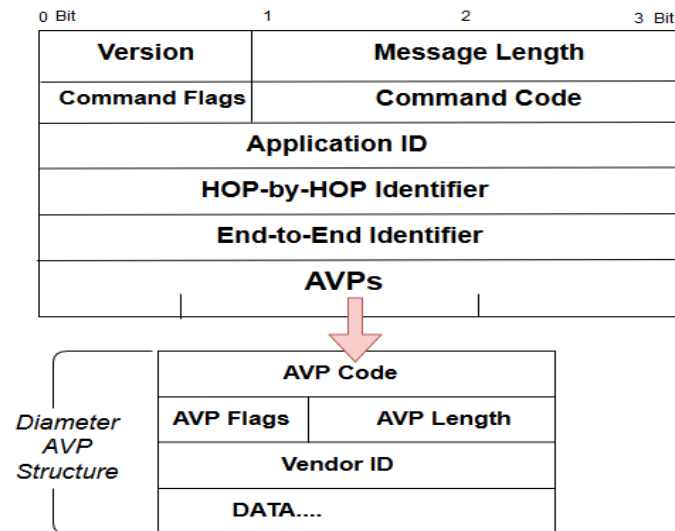 0 Bit 1 2 3 Bit
Version Message Length
Command Flags Command Code
Application ID
HOP-by-HOP Identifier
End-to-End Identifier
AVPs
AVP Code
AVP Flags AVP Length
Diameter
AVP
Structure
Vendor ID
DATA....